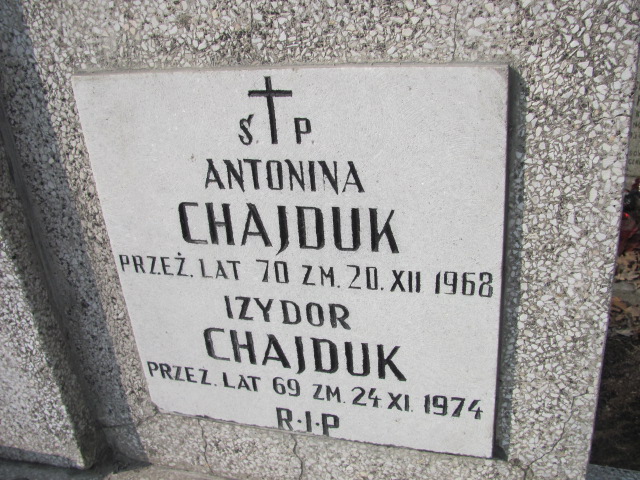 Ś. P.
ANTONINA
CHAJDUK
PRZEŻ. LAT 70 ZM. 20. XII 1968
IZYDOR
CHAJDUK
PRZEŻ. LAT 69 ZM. 24 XI. 1974
R·I·P